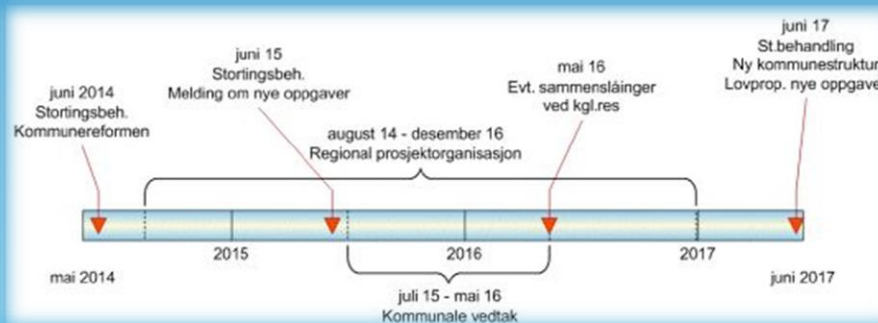 juni 2014
Stortingsbeh.
Kommunereformen
juni 15
Stortingsbeh.
Melding om nye oppgaver
august 14 - desember 16
Regional prosjektorganisasjon
mai 16
Evt. sammenslåinger
ved kgl.res
juni 17
St.behandling
Ny kommunestruktur
Lovprop. nye oppgave
2015
2016
2017
mai 2014
juni 2017
juli 15 - mai 16
Kommunale vedtak